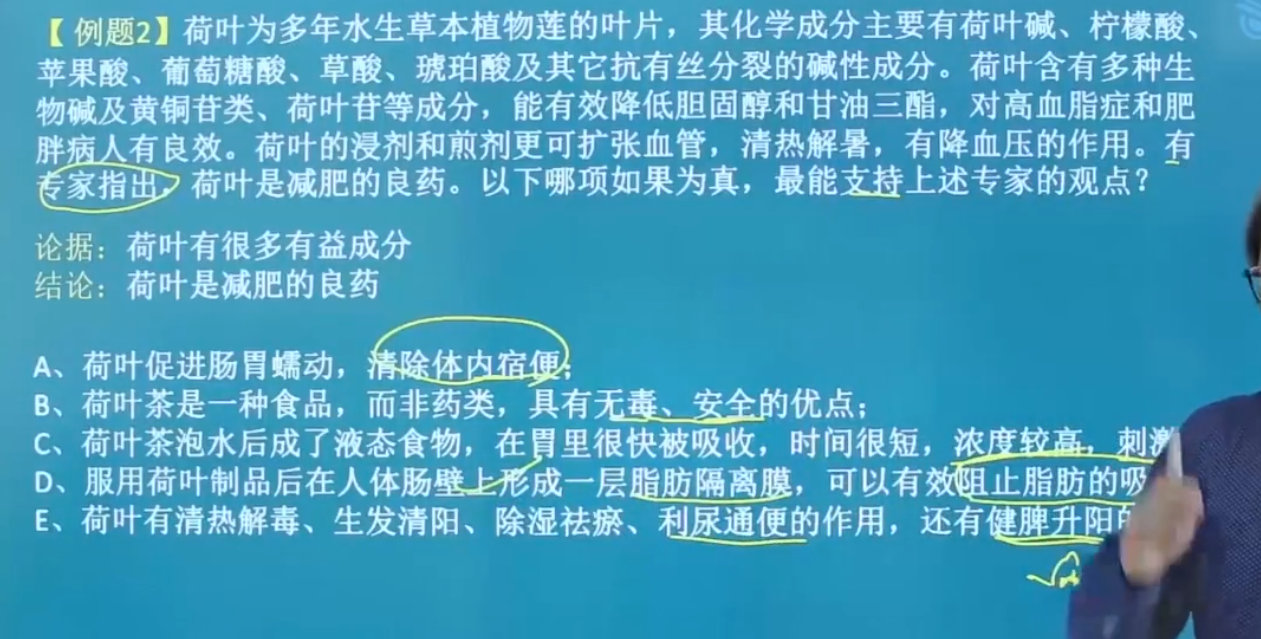 【例题2】荷叶为多年水生草本植物莲的叶片，其化学成分主要有荷叶碱、柠檬酸、
苹果酸、葡萄糖酸、草酸、琥珀酸及其它抗有丝分裂的碱性成分。荷叶含有多种生
物碱及黄铜苷类、荷叶苷等成分，能有效降低胆固醇和甘油三酯，对高血脂症和肥
胖病人有良效。荷叶的浸剂和煎剂更可扩张血管，清热解暑，有降血压的作用。有
专家指出，荷叶是减肥的良药。以下哪项如果为真，最能支持上述专家的观点？
论据：荷叶有很多有益成分
结论：荷叶是减肥的良药
A、荷叶促进肠胃蠕动，清除体内宿便；
B、荷叶茶是一种食品，而非药类，具有无毒、安全的优点；
C、荷叶茶泡水后成了液态食物，在胃里很快被吸收，时间很短，浓度较高，刺激
D、服用荷叶制品后在人体肠壁上形成一层脂肪隔离膜，可以有效阻止脂肪的吸
E、荷叶有清热解毒、生发清阳、除湿祛瘀、利尿通便的作用，还有健脾升阳的